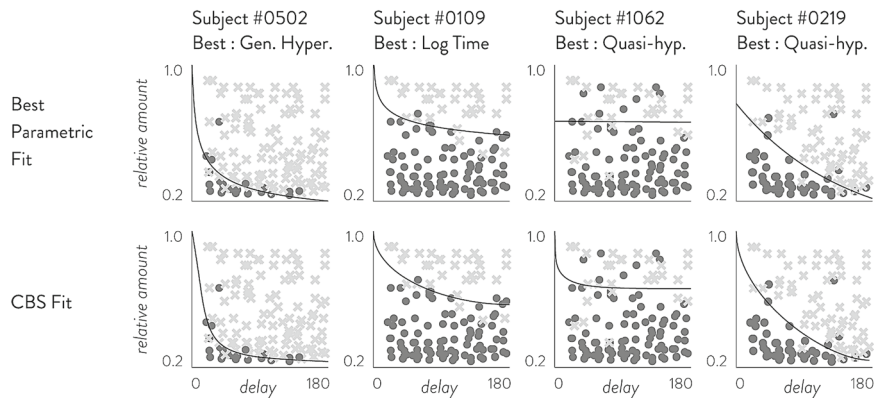 Subject #0502
Best : Gen. Hyper.
Subject #0109
Best : Log Time
Subject #1062
Best : Quasi-hyp.
Subject #0219
Best : Quasi-hyp.
Best
Parametric
Fit
relative amount
1.0
0.2
1.0
0.2
1.0
0.2
1.0
0.2
CBS Fit
relative amount
1.0
0.2
1.0
0.2
1.0
0.2
1.0
0.2
0 delay 180
0 delay 180
0 delay 180
0 delay 180